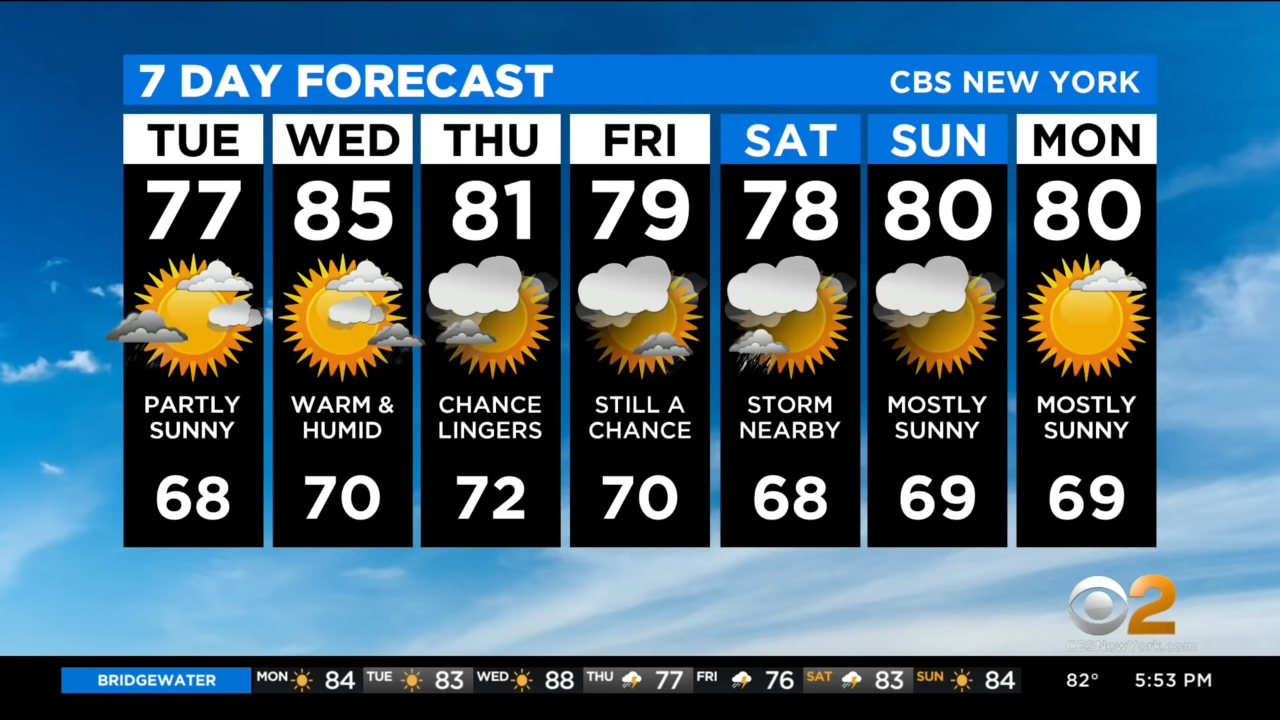 7 DAY FORECAST CBS NEW YORK
TUE WED THU FRI SAT SUN MON
77 85 81 79 78 80 80
PARTLY WARM & CHANCE STILL A STORM MOSTLY MOSTLY
SUNNY HUMID LINGERS CHANCE NEARBY SUNNY SUNNY
68 70 72 70 68 69 69
2
CBSNewYork.com
BRIDGEWATER MON 84 TUE 83 WED 88 THU 77 FRI 76 SAT 83 SUN 84 82° 5:53 PM